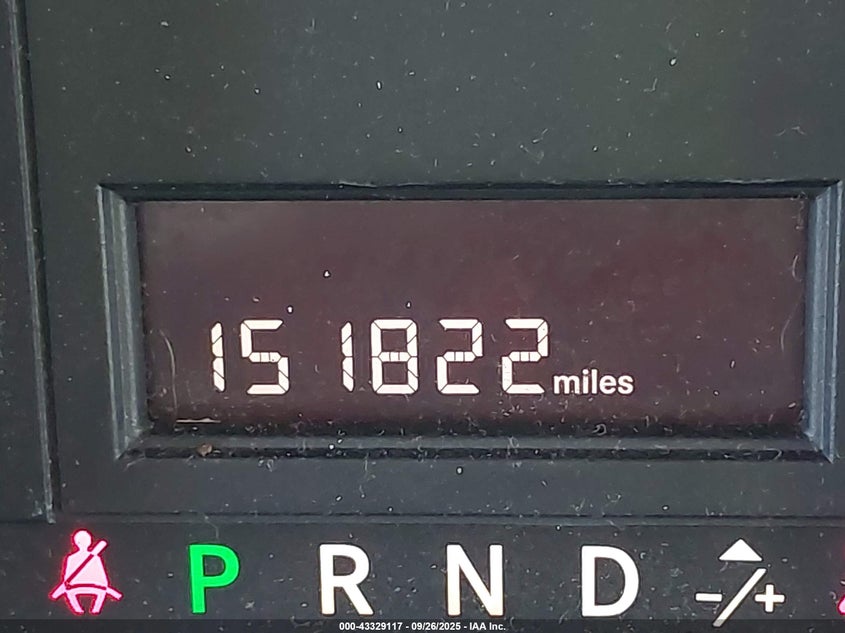 151822 miles
P R N D -/+
000-43329117 - 09/26/2025 - IAA Inc.